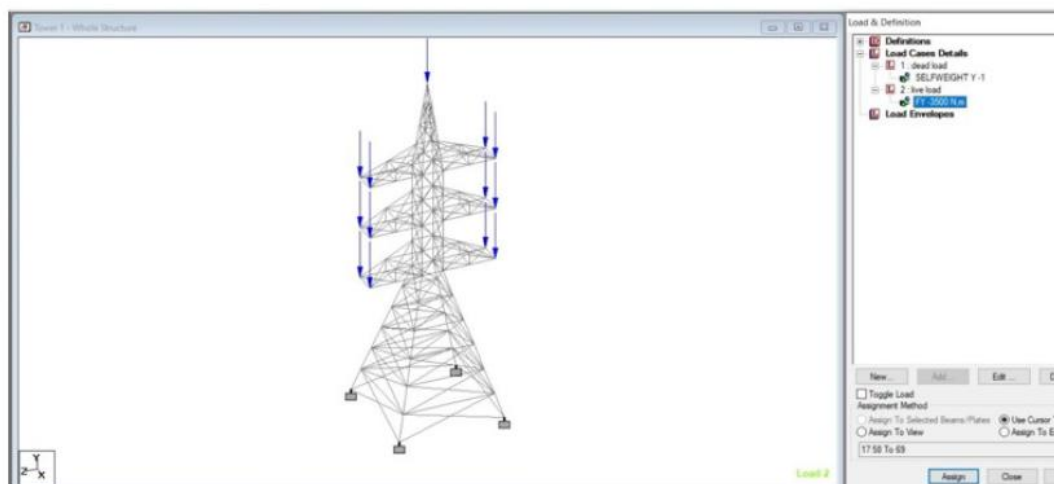 Tower 1 - Whole Structure
Load & Definition
Definitions
Load Cases Details
1 : dead load
SELFWEIGHT Y -1
2 : live load
FY -3500 N,m
Load Envelopes
New...
Add...
Edit ...
D
Toggle Load
Assignment Method
Assign To Selected Beams/Plates
Use Cursor
Assign To View
Assign To E
17 58 To 69
Assign
Close
Y
Z
X
Load 2